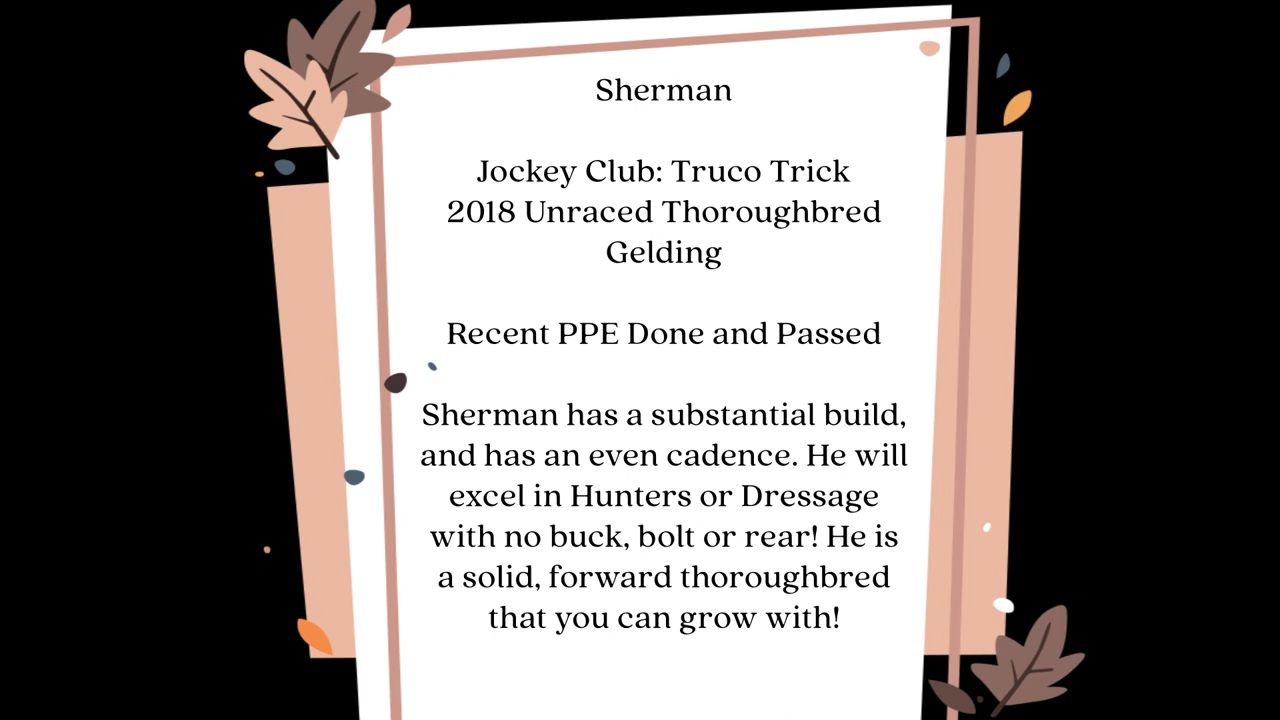 Sherman
Jockey Club: Truco Trick
2018 Unraced Thoroughbred
Gelding
Recent PPE Done and Passed
Sherman has a substantial build,
and has an even cadence. He will
excel in Hunters or Dressage
with no buck, bolt or rear! He is
a solid, forward thoroughbred
that you can grow with!